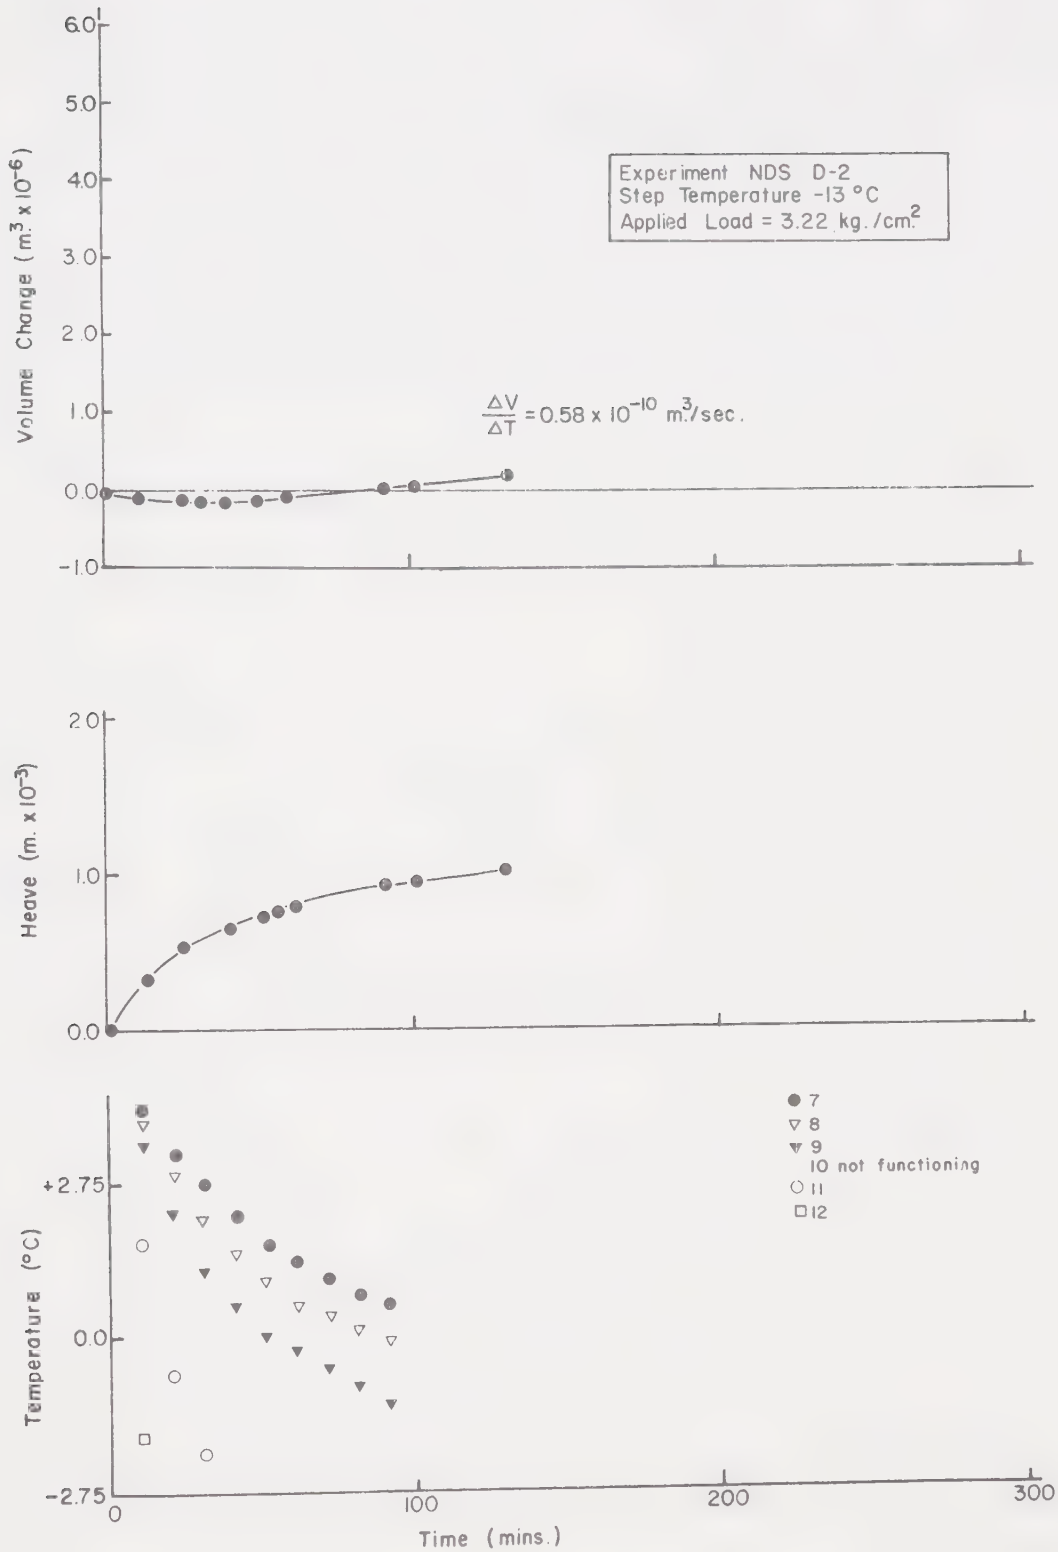 6.0
5.0
4.0
3.0
2.0
1.0
0.0
-1.0
Volume Change (m.³ x 10⁻⁶)
Experiment NDS D-2
Step Temperature -13 °C
Applied Load = 3.22 kg./cm.²
ΔV/ΔT = 0.58 x 10⁻¹⁰ m.³/sec.
2.0
1.0
0.0
Heave (m. x 10⁻³)
7
8
9
10 not functioning
11
12
+2.75
0.0
-2.75
Temperature (°C)
0
100
200
300
Time (mins.)